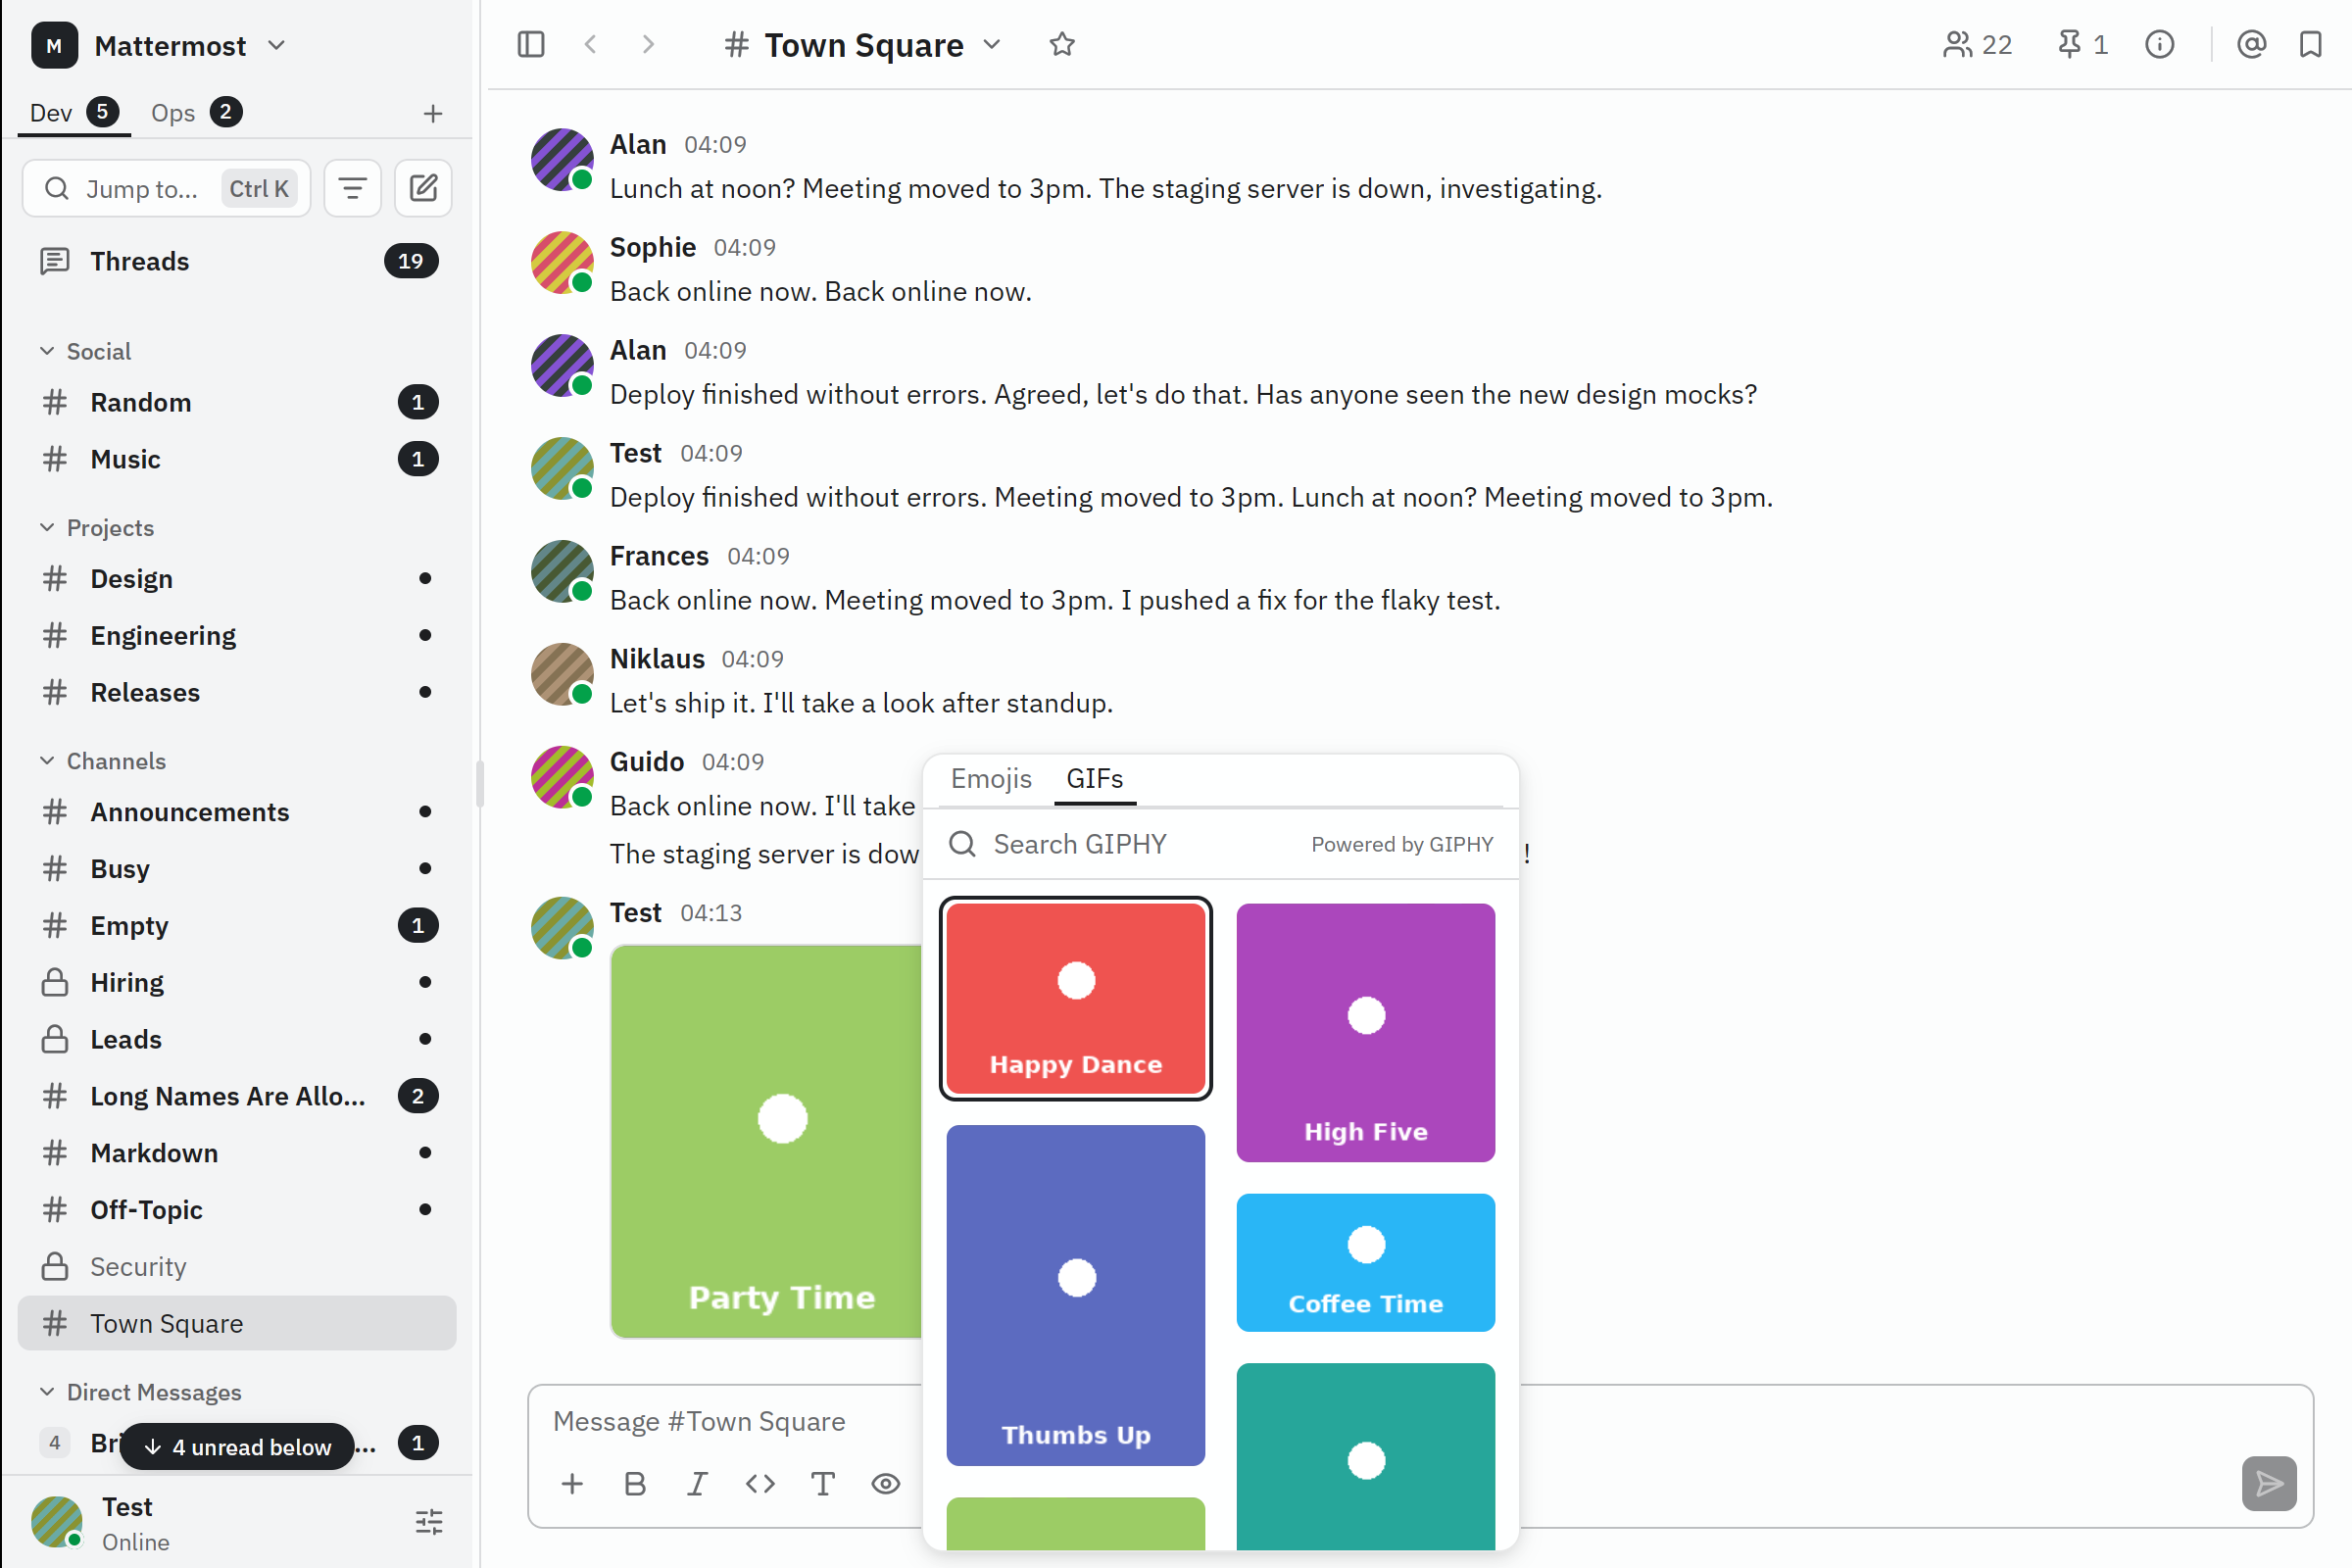 M Mattermost
Dev 5 Ops 2
Jump to... Ctrl K
Threads 19
Social
Random 1
Music 1
Projects
Design
Engineering
Releases
Channels
Announcements
Busy
Empty 1
Hiring
Leads
Long Names Are Allo... 2
Markdown
Off-Topic
Security
Town Square
Direct Messages
4 Bri ... 1
4 unread below
Test
Online
Town Square
22 1
Alan 04:09
Lunch at noon? Meeting moved to 3pm. The staging server is down, investigating.
Sophie 04:09
Back online now. Back online now.
Alan 04:09
Deploy finished without errors. Agreed, let's do that. Has anyone seen the new design mocks?
Test 04:09
Deploy finished without errors. Meeting moved to 3pm. Lunch at noon? Meeting moved to 3pm.
Frances 04:09
Back online now. Meeting moved to 3pm. I pushed a fix for the flaky test.
Niklaus 04:09
Let's ship it. I'll take a look after standup.
Guido 04:09
Back online now. I'll take
The staging server is dow !
Test 04:13
Party Time
Message #Town Square
Emojis GIFs
Search GIPHY Powered by GIPHY
Happy Dance
High Five
Thumbs Up
Coffee Time